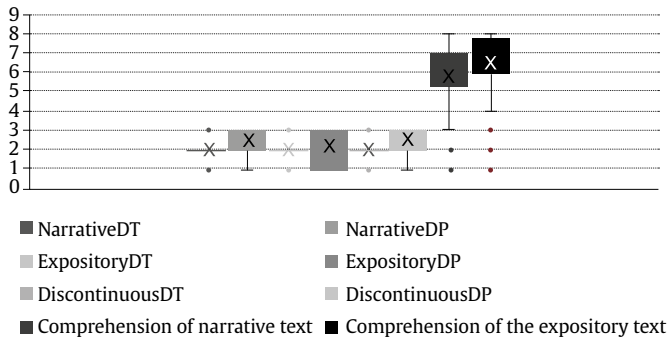 9
8
7
6
5
4
3
2
1
0
X X X X X X X X
NarrativeDT NarrativeDP
ExpositoryDT ExpositoryDP
DiscontinuousDT DiscontinuousDP
Comprehension of narrative text Comprehension of the expository text